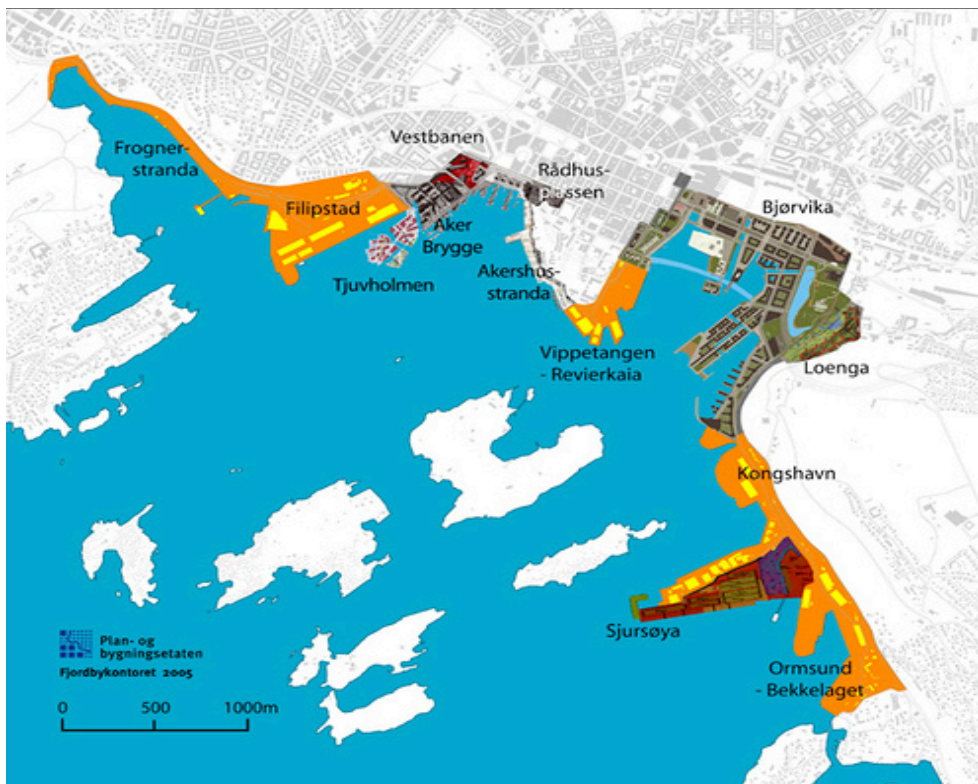 Vestbanen
Frogner-
stranda
Rådhus-
plassen
Filipstad
Bjørvika
Aker
Brygge
Tjuvholmen
Akershus-
stranda
Vippetangen
- Revierkaia
Loenga
Kongshavn
Sjursøya
Ormsund
- Bekkelaget
Plan- og
bygningsetaten
Fjordbykontoret 2005
0 500 1000m